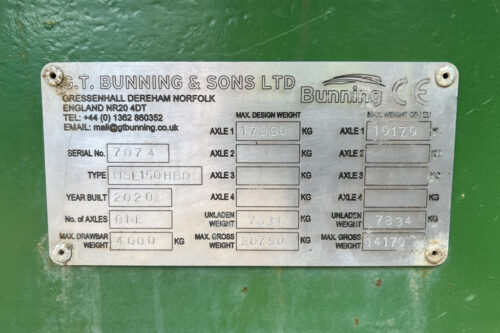 G.T. BUNNING & SONS LTD
GRESSENHALL DEREHAM NORFOLK
ENGLAND NR20 4DT
TEL: +44 (0) 1362 860352
EMAIL: mail@gtbunning.co.uk
Bunning CE
SERIAL No. 7074
TYPE
YEAR BUILT 2020
No. of AXLES ONE
MAX. DRAWBAR WEIGHT 4000 KG
MAX. DESIGN WEIGHT
AXLE 1 17000 KG
AXLE 2 KG
AXLE 3 KG
AXLE 4 KG
UNLADEN WEIGHT 7834 KG
MAX. GROSS WEIGHT 20750 KG
MAX. WEIGHT
AXLE 1 10170 KG
AXLE 2 KG
AXLE 3 KG
AXLE 4 KG
UNLADEN WEIGHT 7834 KG
MAX. GROSS WEIGHT 14170 KG